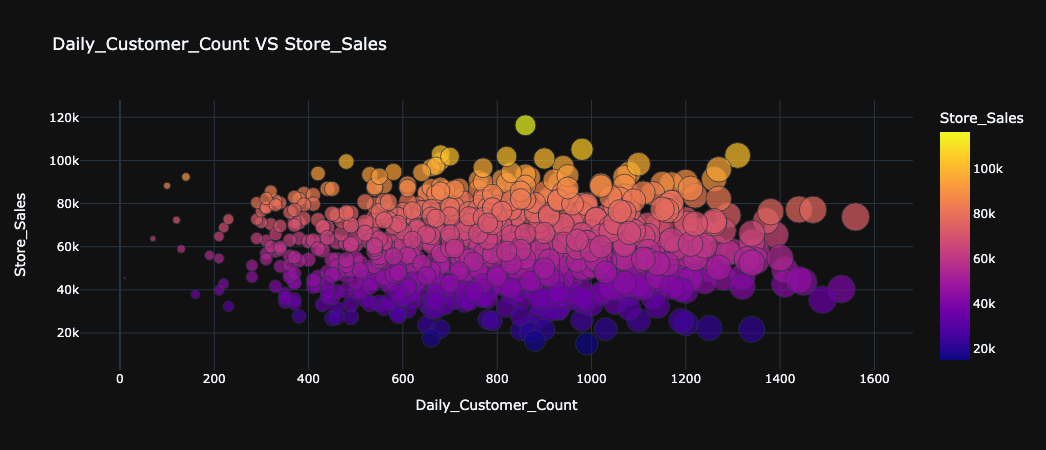 Daily_Customer_Count VS Store_Sales
Store_Sales
120k
100k
80k
60k
40k
20k
0
200
400
600
800
1000
1200
1400
1600
Daily_Customer_Count
Store_Sales
100k
80k
60k
40k
20k